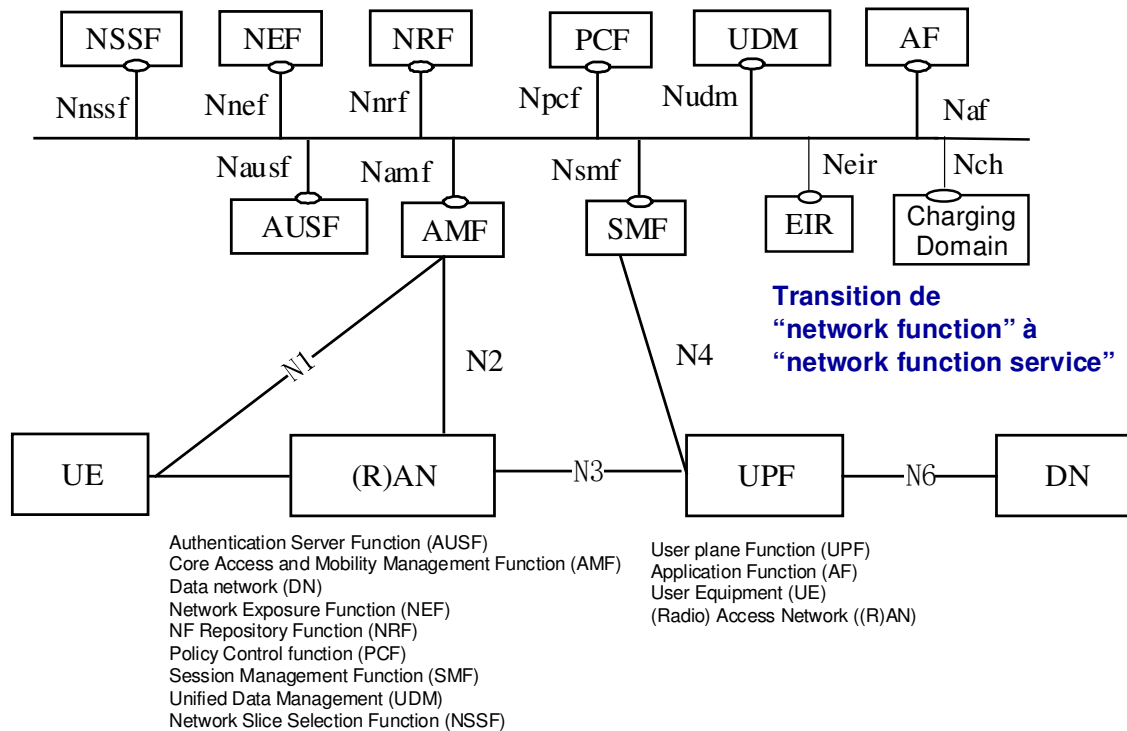 NSSF NEF NRF PCF UDM AF
Nnssf Nnef Nnrf Npcf Nudm Naf
Nausf Namf Nsmf Neir Nch
AUSF AMF SMF EIR Charging
Domain
Transition de
“network function” à
“network function service”
N1 N2 N4
UE (R)AN N3 UPF N6 DN
Authentication Server Function (AUSF)
Core Access and Mobility Management Function (AMF)
Data network (DN)
Network Exposure Function (NEF)
NF Repository Function (NRF)
Policy Control function (PCF)
Session Management Function (SMF)
Unified Data Management (UDM)
Network Slice Selection Function (NSSF)
User plane Function (UPF)
Application Function (AF)
User Equipment (UE)
(Radio) Access Network ((R)AN)